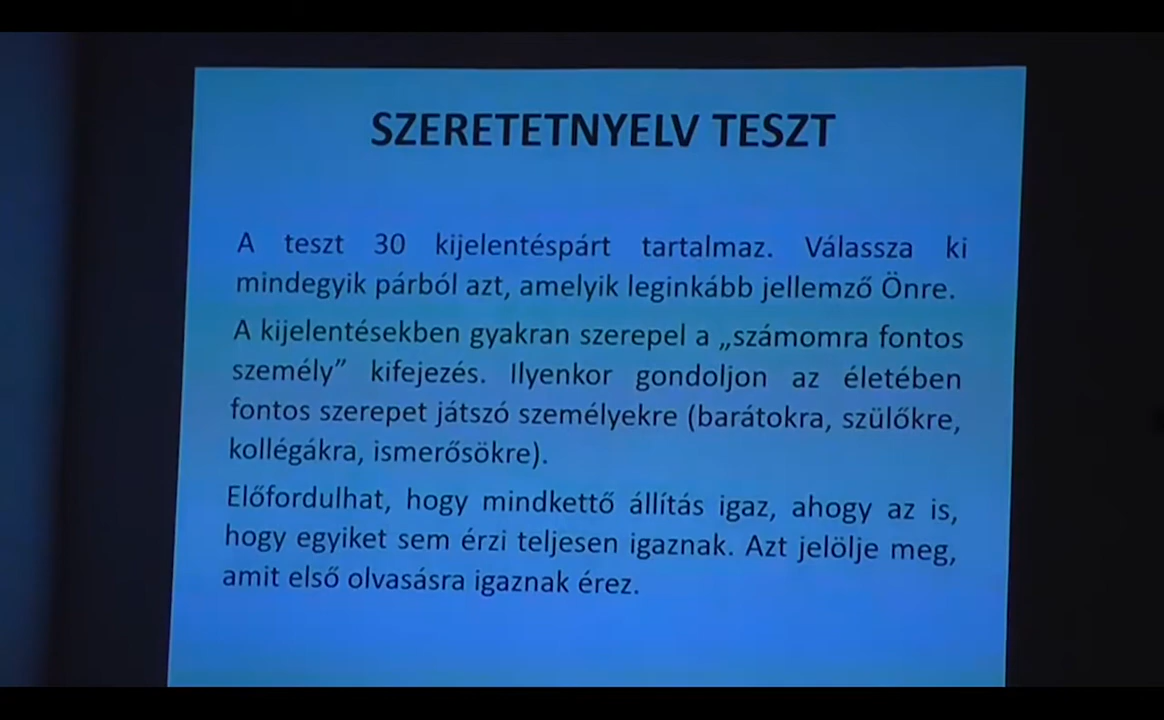 SZERETETNYELV TESZT
A teszt 30 kijelentéspárt tartalmaz. Válassza ki
mindegyik párból azt, amelyik leginkább jellemző Önre.
A kijelentésekben gyakran szerepel a „számomra fontos
személy” kifejezés. Ilyenkor gondoljon az életében
fontos szerepet játszó személyekre (barátokra, szülőkre,
kollégákra, ismerősökre).
Előfordulhat, hogy mindkettő állítás igaz, ahogy az is,
hogy egyiket sem érzi teljesen igaznak. Azt jelölje meg,
amit első olvasásra igaznak érez.